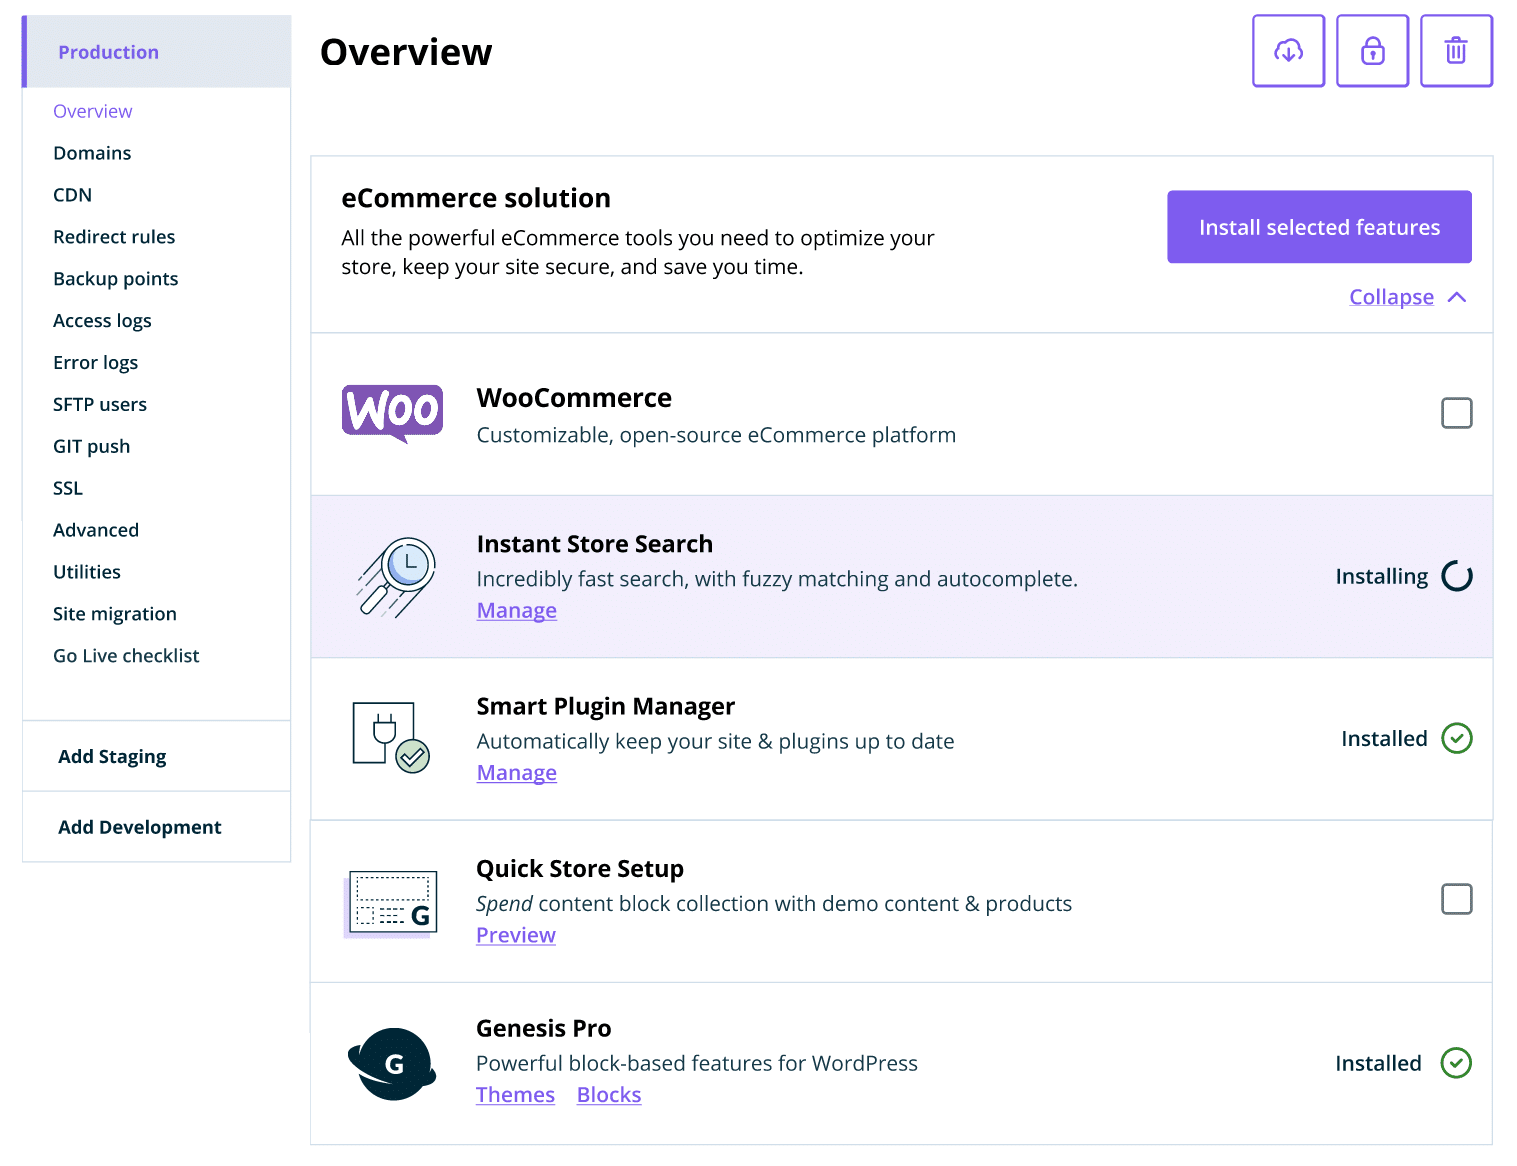 Production
Overview
Domains
CDN
Redirect rules
Backup points
Access logs
Error logs
SFTP users
GIT push
SSL
Advanced
Utilities
Site migration
Go Live checklist
Add Staging
Add Development
Overview
eCommerce solution
All the powerful eCommerce tools you need to optimize your
store, keep your site secure, and save you time.
Install selected features
Collapse
Woo
WooCommerce
Customizable, open-source eCommerce platform
Instant Store Search
Incredibly fast search, with fuzzy matching and autocomplete.
Manage
Installing
Smart Plugin Manager
Automatically keep your site & plugins up to date
Manage
Installed
G
Quick Store Setup
Spend content block collection with demo content & products
Preview
G
Genesis Pro
Powerful block-based features for WordPress
Themes Blocks
Installed